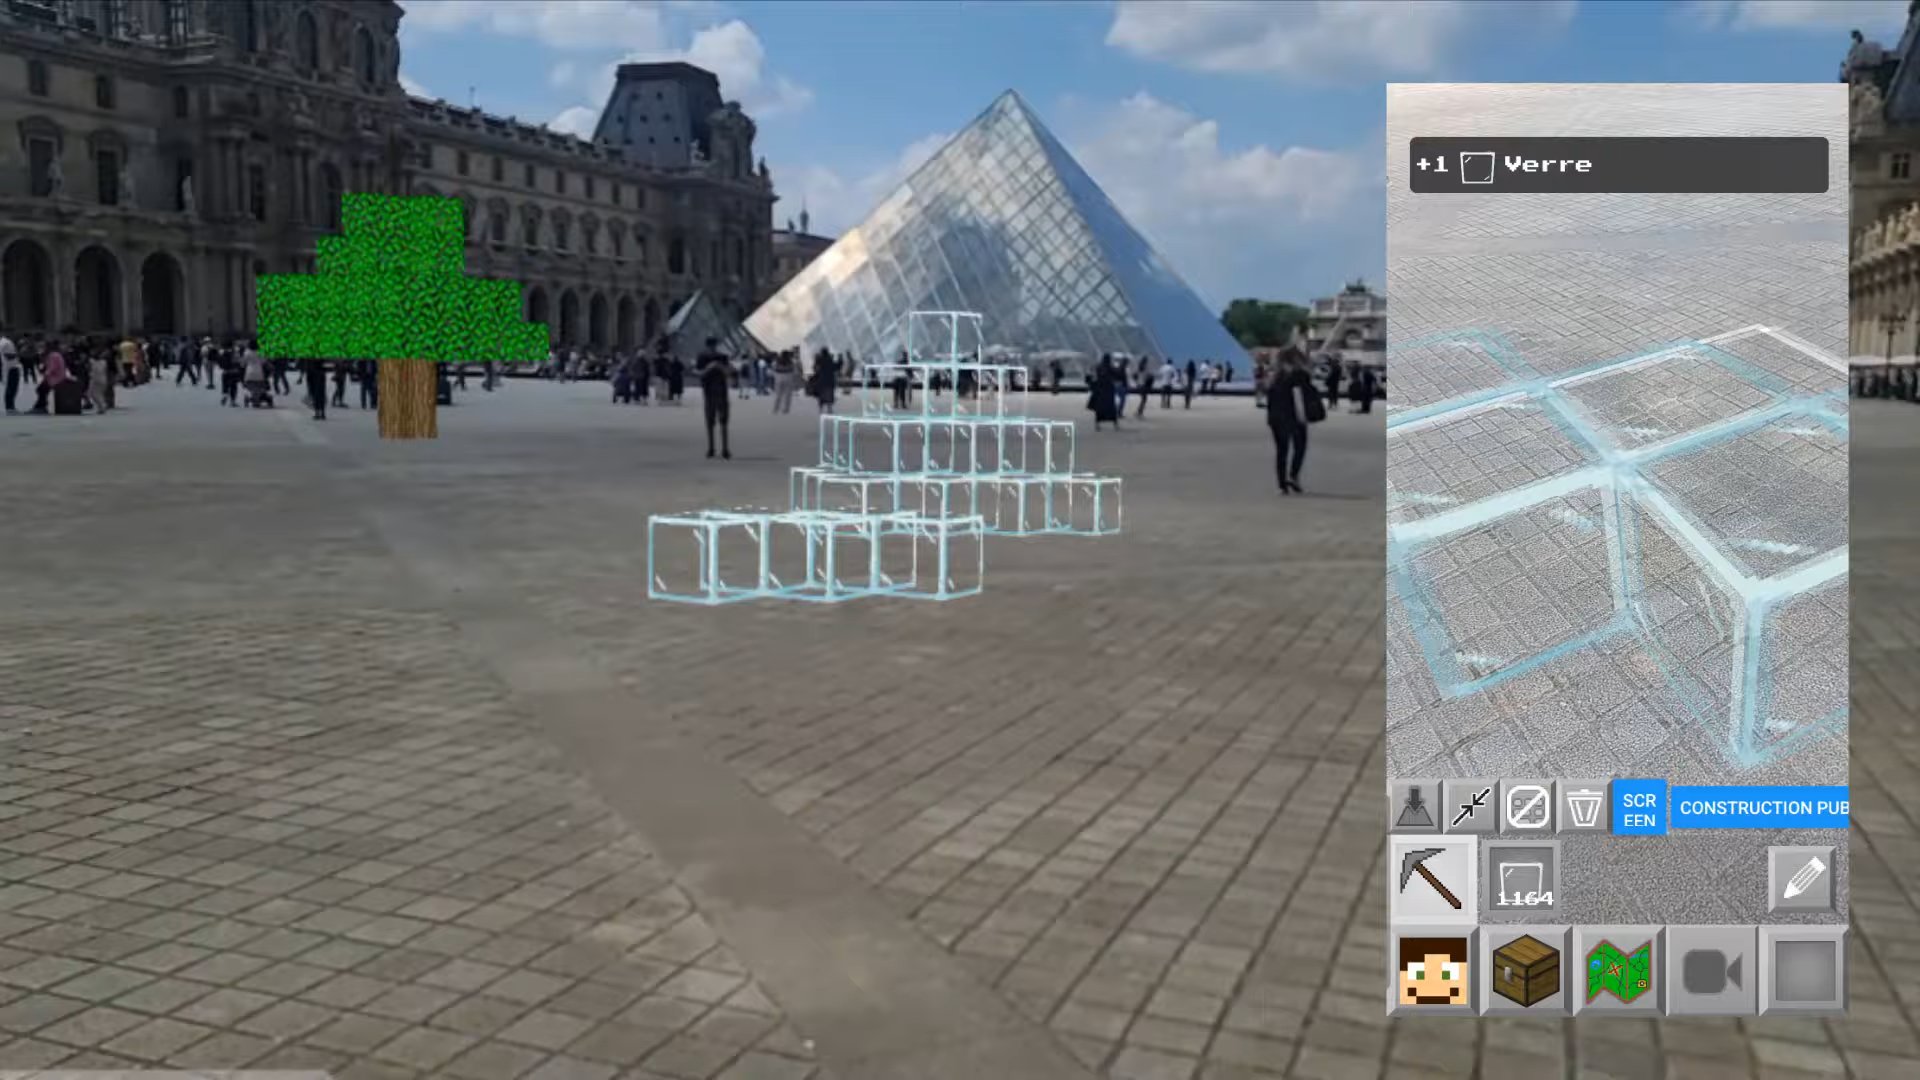 +1 Verre
SCR
EEN
CONSTRUCTION PUB
1164